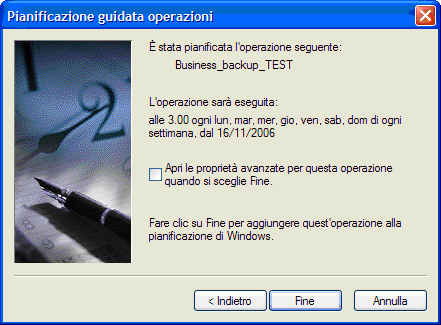 Pianificazione guidata operazioni
È stata pianificata l'operazione seguente:
Business_backup_TEST
L'operazione sarà eseguita:
alle 3.00 ogni lun, mar, mer, gio, ven, sab, dom di ogni
settimana, dal 16/11/2006
Apri le proprietà avanzate per questa operazione
quando si sceglie Fine.
Fare clic su Fine per aggiungere quest'operazione alla
pianificazione di Windows.
< Indietro
Fine
Annulla